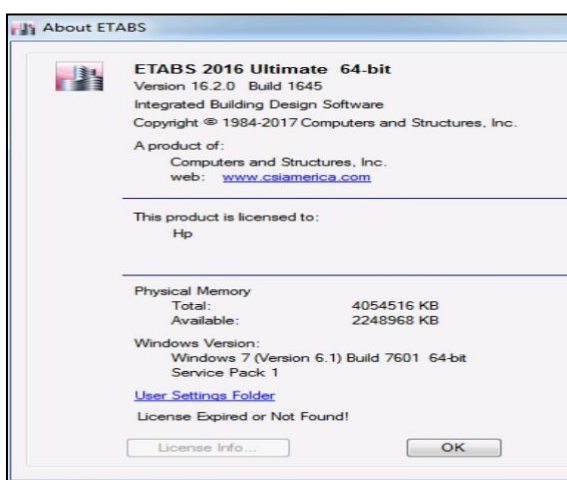 About ETABS
ETABS 2016 Ultimate 64-bit
Version 16.2.0 Build 1645
Integrated Building Design Software
Copyright © 1984-2017 Computers and Structures, Inc.
A product of:
Computers and Structures, Inc.
web: www.csiamerica.com
This product is licensed to:
Hp
Physical Memory
Total: 4054516 KB
Available: 2248968 KB
Windows Version:
Windows 7 (Version 6.1) Build 7601 64-bit
Service Pack 1
User Settings Folder
License Expired or Not Found!
License Info... OK